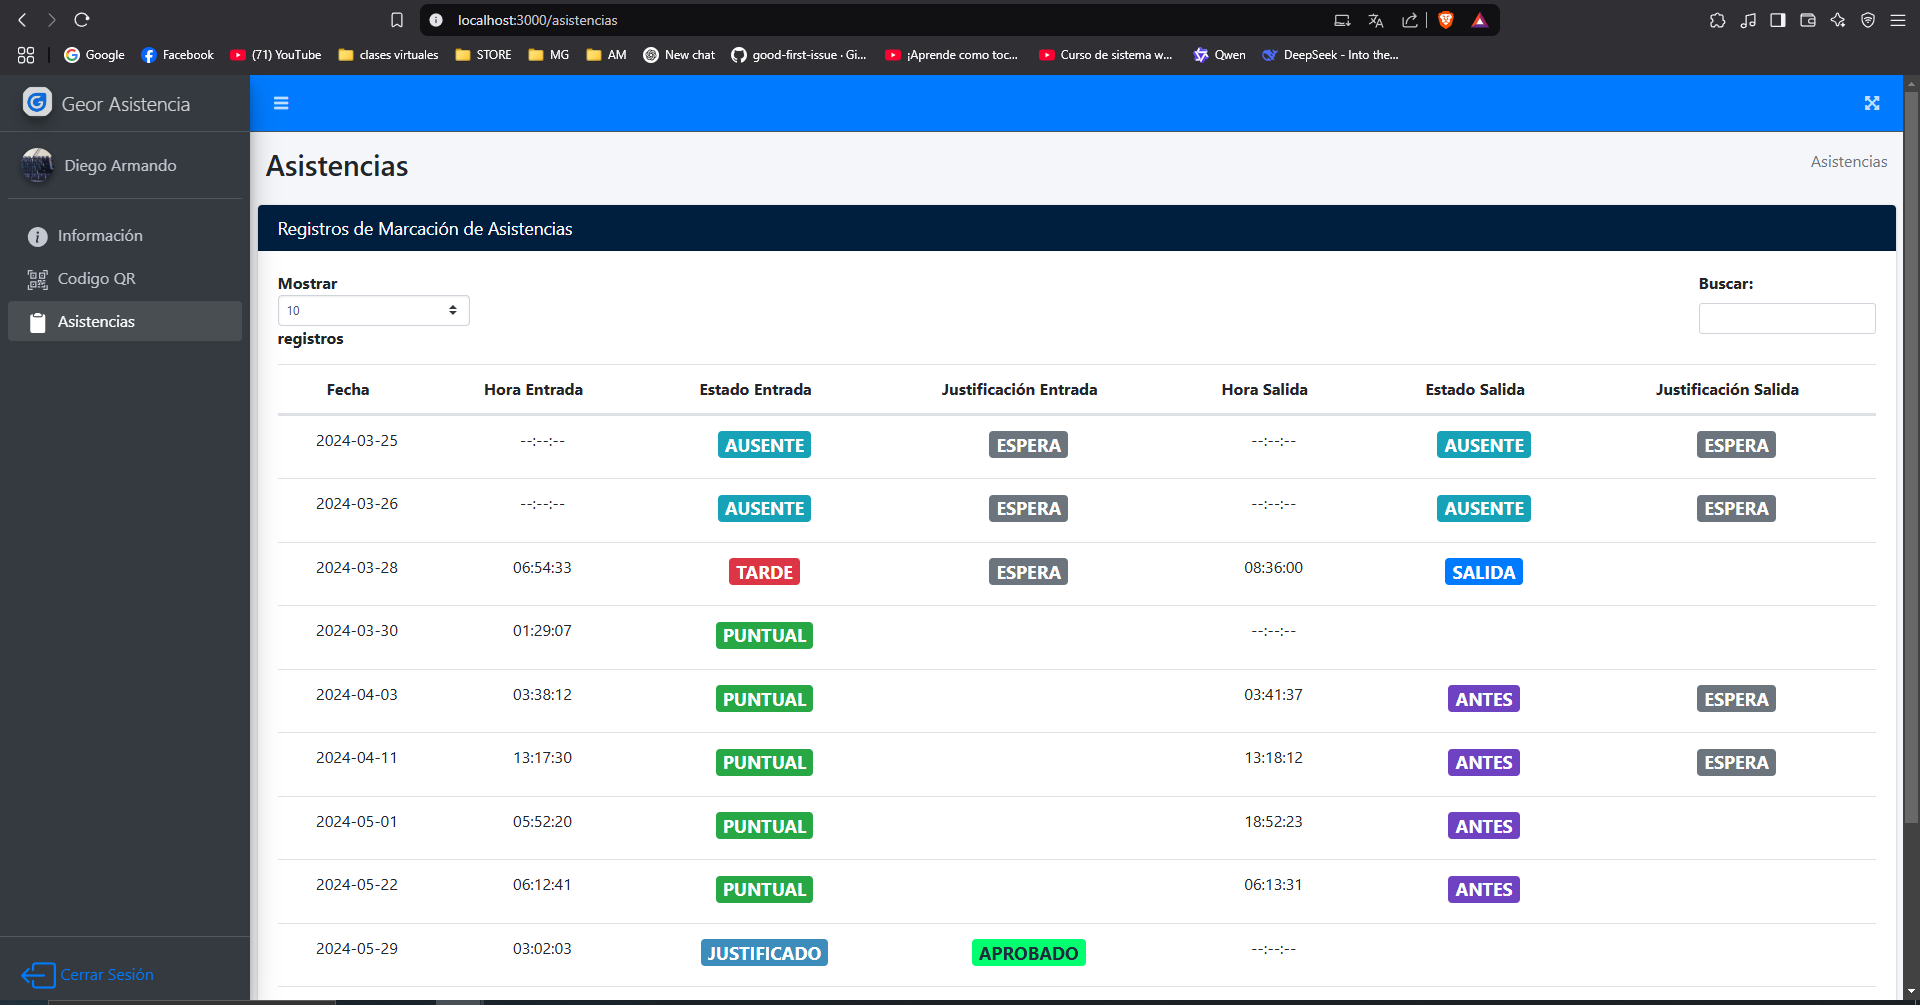 localhost:3000/asistencias
Google Facebook (71) YouTube clases virtuales STORE MG AM New chat good-first-issue · Gi... ¡Aprende como toc... Curso de sistema w... Qwen DeepSeek - Into the...
Geor Asistencia
Diego Armando
Información
Codigo QR
Asistencias
Cerrar Sesión
Asistencias
Asistencias
Registros de Marcación de Asistencias
Mostrar
10
registros
Buscar:
Fecha Hora Entrada Estado Entrada Justificación Entrada Hora Salida Estado Salida Justificación Salida
2024-03-25 --:--:-- AUSENTE ESPERA --:--:-- AUSENTE ESPERA
2024-03-26 --:--:-- AUSENTE ESPERA --:--:-- AUSENTE ESPERA
2024-03-28 06:54:33 TARDE ESPERA 08:36:00 SALIDA
2024-03-30 01:29:07 PUNTUAL --:--:--
2024-04-03 03:38:12 PUNTUAL 03:41:37 ANTES ESPERA
2024-04-11 13:17:30 PUNTUAL 13:18:12 ANTES ESPERA
2024-05-01 05:52:20 PUNTUAL 18:52:23 ANTES
2024-05-22 06:12:41 PUNTUAL 06:13:31 ANTES
2024-05-29 03:02:03 JUSTIFICADO APROBADO --:--:--